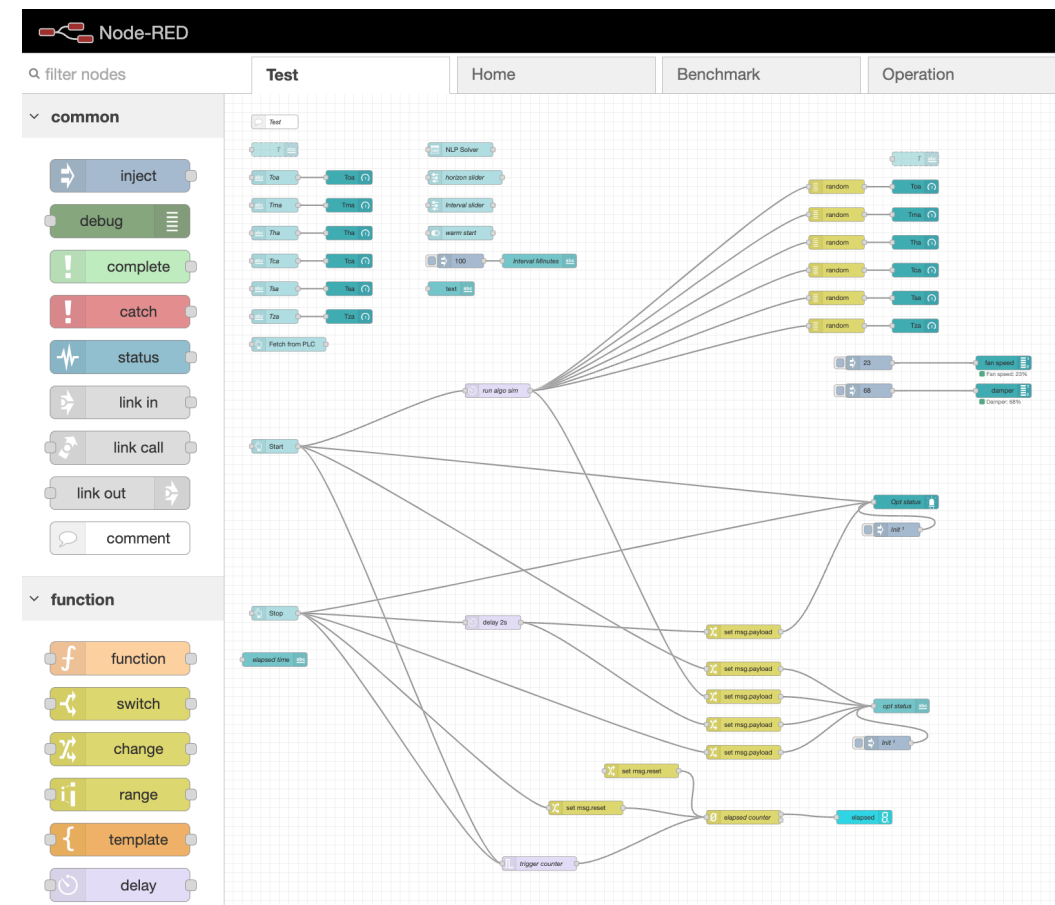 Node-RED
filter nodes
Test
Home
Benchmark
Operation
common
inject
debug
complete
catch
status
link in
link call
link out
comment
function
function
switch
change
range
template
delay
Test
T
NLP Solver
T
Toa
Toa
horizon slider
random
Toa
Tma
Tma
Interval slider
random
Tma
Tha
Tha
warm start
random
Tha
Tca
Tca
100
Interval Minutes
random
Tca
Tsa
Tsa
text
random
Tsa
Tza
Tza
random
Tza
Fetch from PLC
23
fan speed
Fan speed: 23%
run algo sim
68
damper
Damper: 68%
Start
Opt status
Init ¹
Stop
delay 2s
set msg.payload
elapsed time
set msg.payload
set msg.payload
opt status
set msg.payload
Init ¹
set msg.payload
set msg.reset
set msg.reset
elapsed counter
elapsed
trigger counter